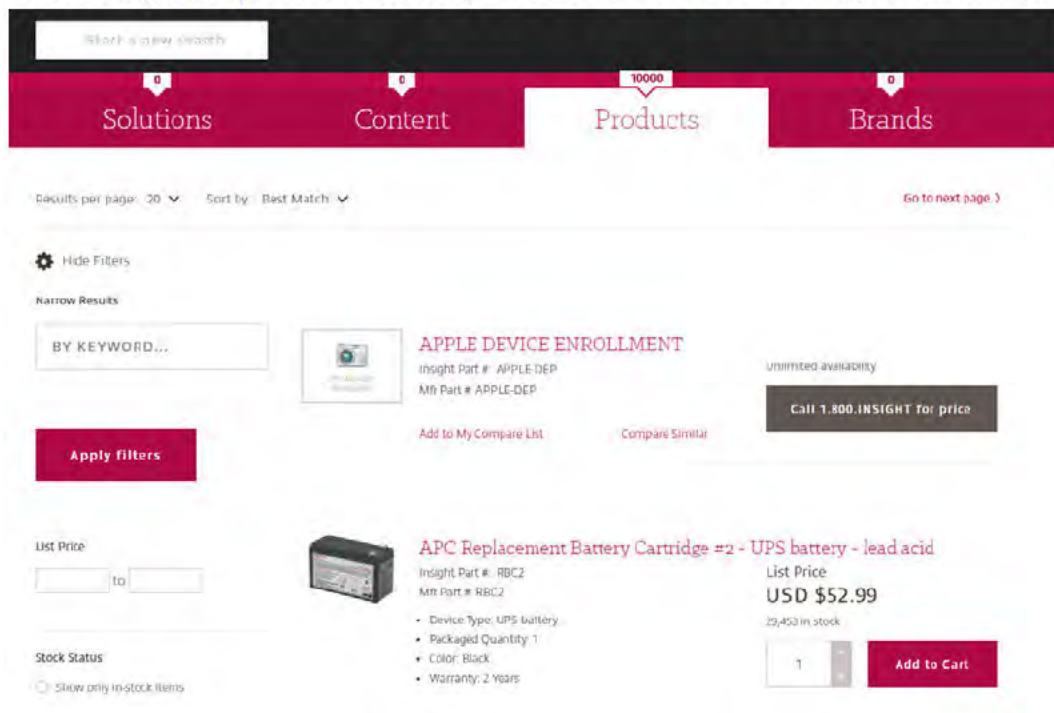 Start a new search
0
0
10000
0
Solutions
Content
Products
Brands
Results per page: 20
Sort by: Best Match
Go to next page
Hide Filters
Narrow Results
BY KEYWORD...
Apply filters
List Price
to
Stock Status
Show only in-stock items
APPLE DEVICE ENROLLMENT
Insight Part #: APPLE-DEP
Mfr Part #: APPLE-DEP
Add to My Compare List
Compare Similar
Unlimited availability
Call 1.800.INSIGHT for price
APC Replacement Battery Cartridge #2 - UPS battery - lead acid
Insight Part #: RBC2
Mfr Part #: RBC2
• Device Type: UPS battery
• Packaged Quantity: 1
• Color: Black
• Warranty: 2 Years
List Price
USD $52.99
29,453 in stock
1
Add to Cart